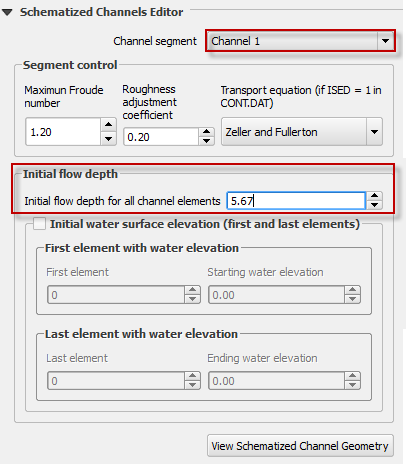 Schematized Channels Editor
Channel segment Channel 1
Segment control
Maximun Froude number
Roughness adjustment coefficient
Transport equation (if ISED = 1 in CONT.DAT)
1.20 0.20 Zeller and Fullerton
Initial flow depth
Initial flow depth for all channel elements 5.67
Initial water surface elevation (first and last elements)
First element with water elevation
First element Starting water elevation
0 0.00
Last element with water elevation
Last element Ending water elevation
0 0.00
View Schematized Channel Geometry